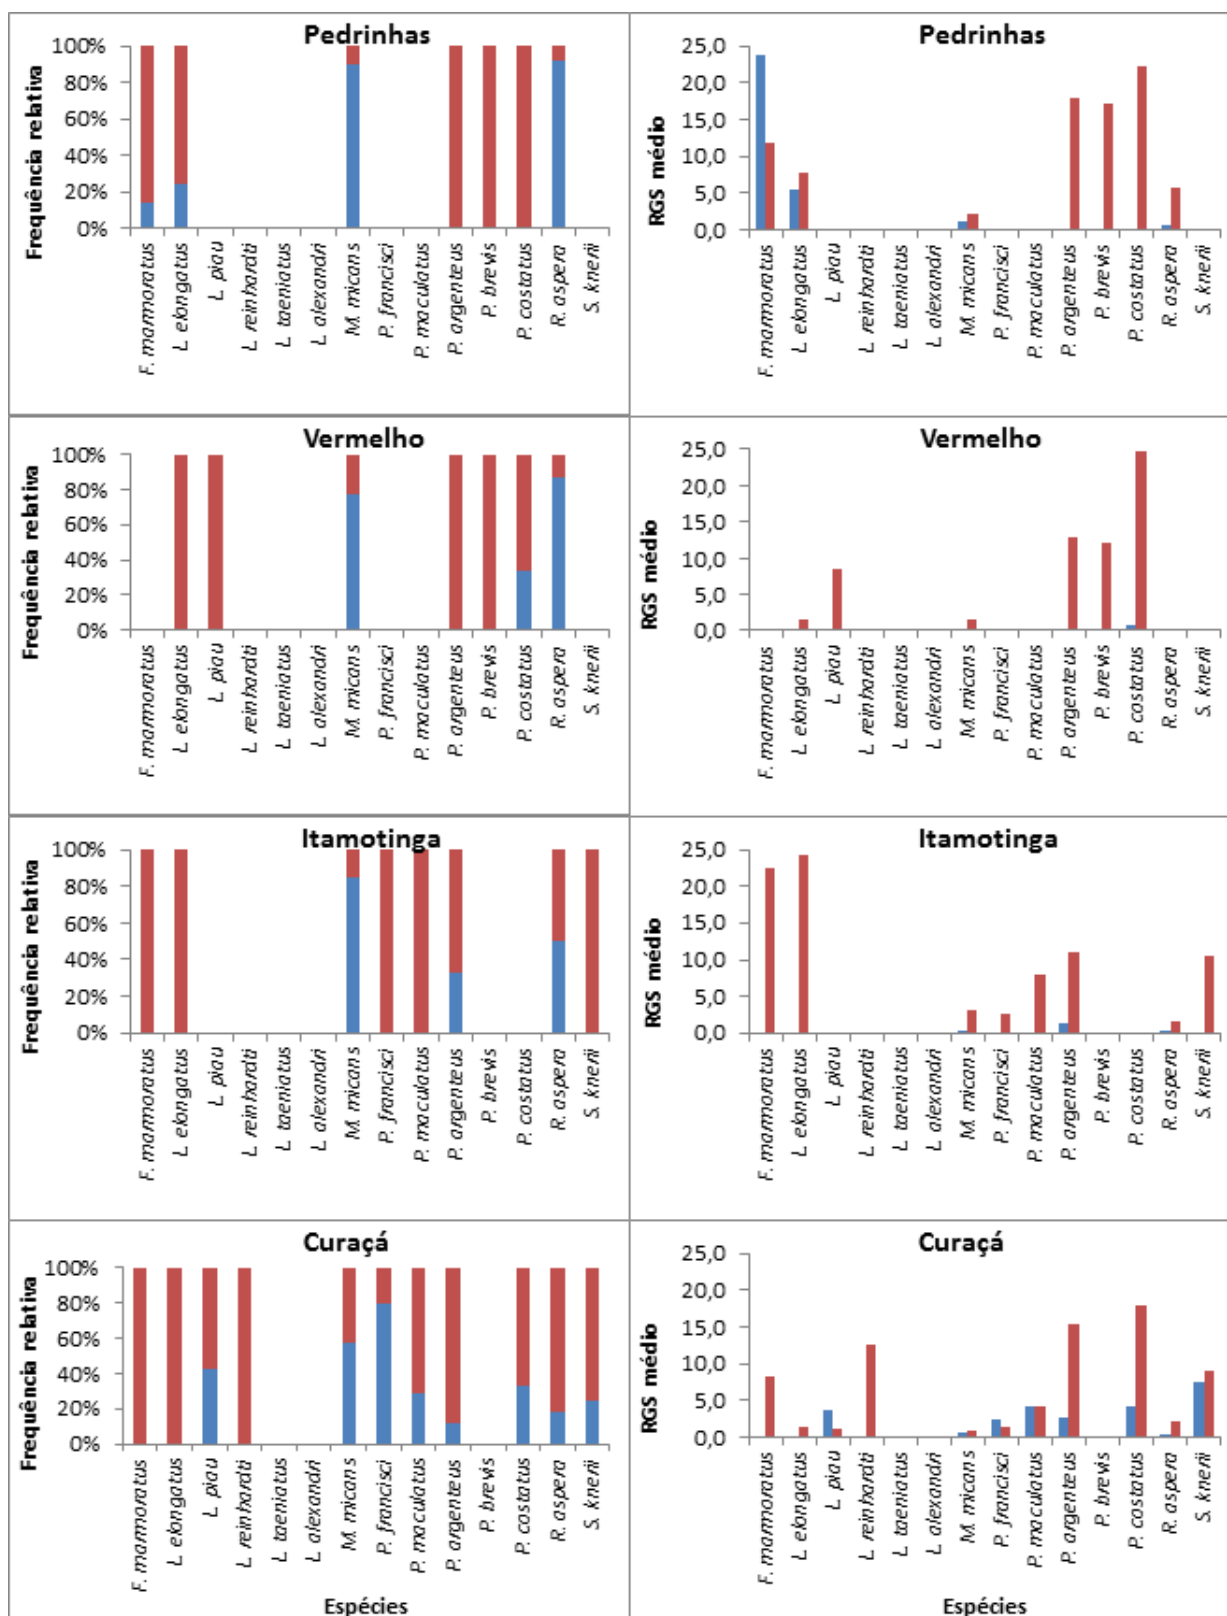 Pedrinhas
Frequência relativa
100%
80%
60%
40%
20%
0%
F. marmoratus
L. elongatus
L. piau
L. reinhardti
L. taeniatus
L. alexandri
M. micans
P. francisci
P. maculatus
P. argenteus
P. brevis
P. costatus
R. aspera
S. knerii
Pedrinhas
RGS médio
25,0
20,0
15,0
10,0
5,0
0,0
F. marmoratus
L. elongatus
L. piau
L. reinhardti
L. taeniatus
L. alexandri
M. micans
P. francisci
P. maculatus
P. argenteus
P. brevis
P. costatus
R. aspera
S. knerii
Vermelho
Frequência relativa
100%
80%
60%
40%
20%
0%
F. marmoratus
L. elongatus
L. piau
L. reinhardti
L. taeniatus
L. alexandri
M. micans
P. francisci
P. maculatus
P. argenteus
P. brevis
P. costatus
R. aspera
S. knerii
Vermelho
RGS médio
25,0
20,0
15,0
10,0
5,0
0,0
F. marmoratus
L. elongatus
L. piau
L. reinhardti
L. taeniatus
L. alexandri
M. micans
P. francisci
P. maculatus
P. argenteus
P. brevis
P. costatus
R. aspera
S. knerii
Itamotinga
Frequência relativa
100%
80%
60%
40%
20%
0%
F. marmoratus
L. elongatus
L. piau
L. reinhardti
L. taeniatus
L. alexandri
M. micans
P. francisci
P. maculatus
P. argenteus
P. brevis
P. costatus
R. aspera
S. knerii
Itamotinga
RGS médio
25,0
20,0
15,0
10,0
5,0
0,0
F. marmoratus
L. elongatus
L. piau
L. reinhardti
L. taeniatus
L. alexandri
M. micans
P. francisci
P. maculatus
P. argenteus
P. brevis
P. costatus
R. aspera
S. knerii
Curaçá
Frequência relativa
100%
80%
60%
40%
20%
0%
F. marmoratus
L. elongatus
L. piau
L. reinhardti
L. taeniatus
L. alexandri
M. micans
P. francisci
P. maculatus
P. argenteus
P. brevis
P. costatus
R. aspera
S. knerii
Espécies
Curaçá
RGS médio
25,0
20,0
15,0
10,0
5,0
0,0
F. marmoratus
L. elongatus
L. piau
L. reinhardti
L. taeniatus
L. alexandri
M. micans
P. francisci
P. maculatus
P. argenteus
P. brevis
P. costatus
R. aspera
S. knerii
Espécies